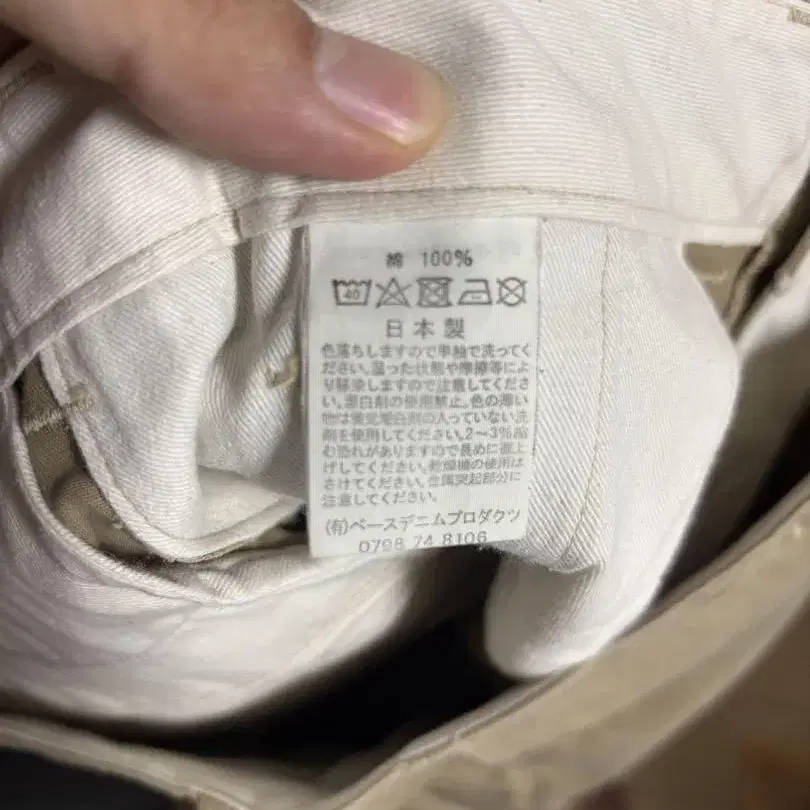 綿 100%
40
日本製
色落ちしますので単独で洗ってく
ださい。湿った状態や摩擦等によ
り移染しますので注意してくださ
い。漂白剤の使用禁止。色の薄い
物は蛍光増白剤の入っていない洗
剤を使用してください。2～3%縮
む恐れがありますので長めに裾上
げしてください。乾燥機の使用は
さけてください。金属突起部分に
注意してください。
(有)ベースデニムプロダクツ
0798 74 8106